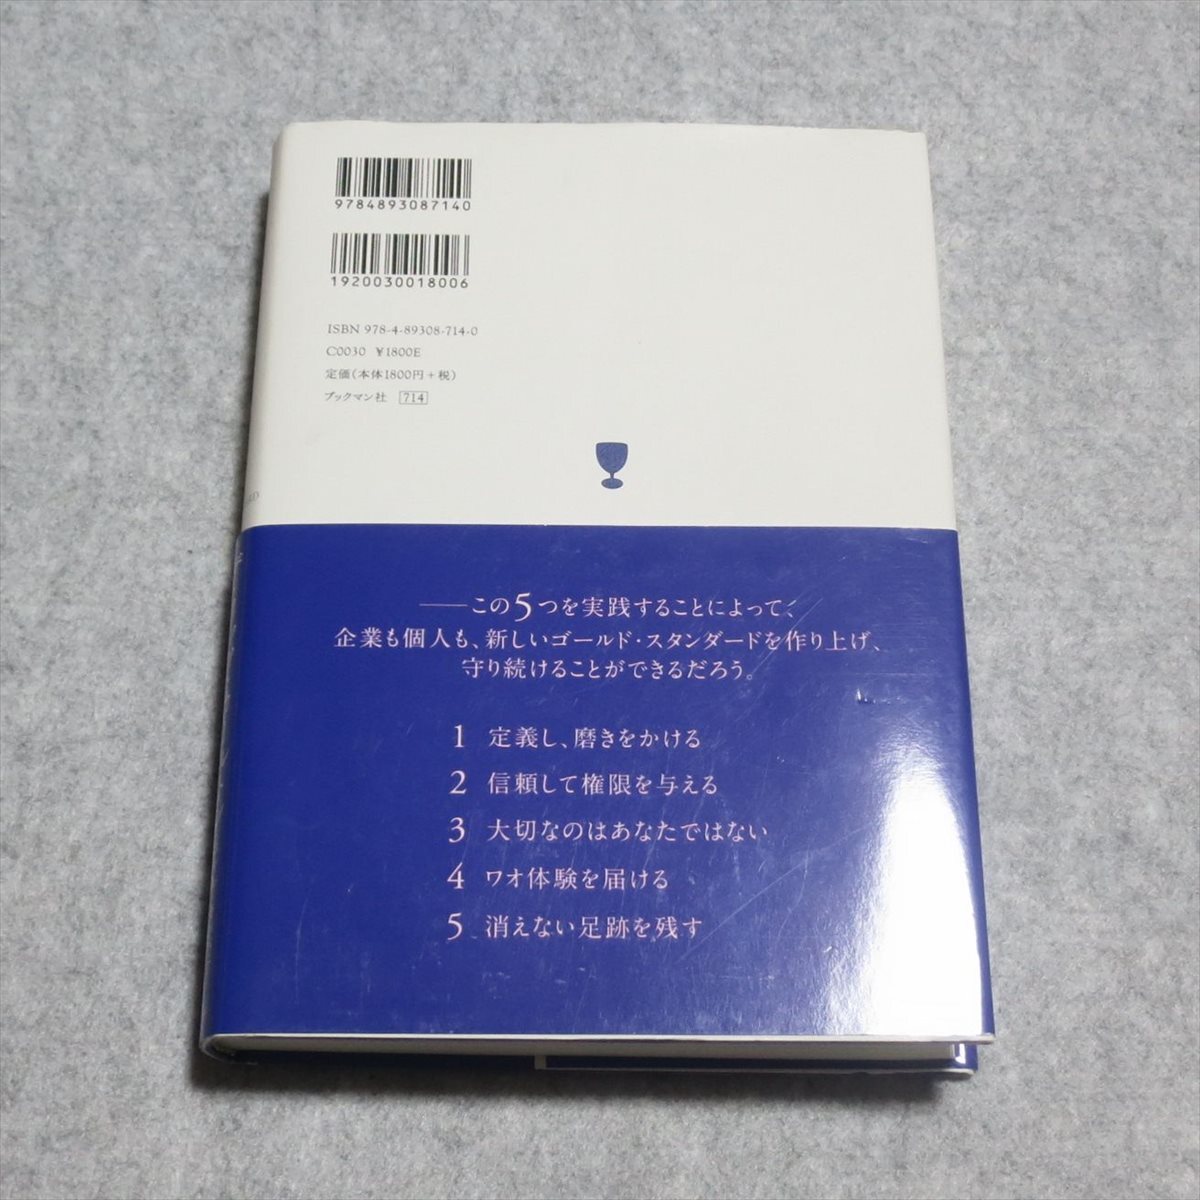 9784893087140
1920030018006
ISBN 978-4-89308-714-0
C0030 ¥1800E
定価(本体1800円+税)
ブックマン社 714
――この5つを実践することによって、
企業も個人も、新しいゴールド・スタンダードを作り上げ、
守り続けることができるだろう。
1 定義し、磨きをかける
2 信頼して権限を与える
3 大切なのはあなたではない
4 ワオ体験を届ける
5 消えない足跡を残す